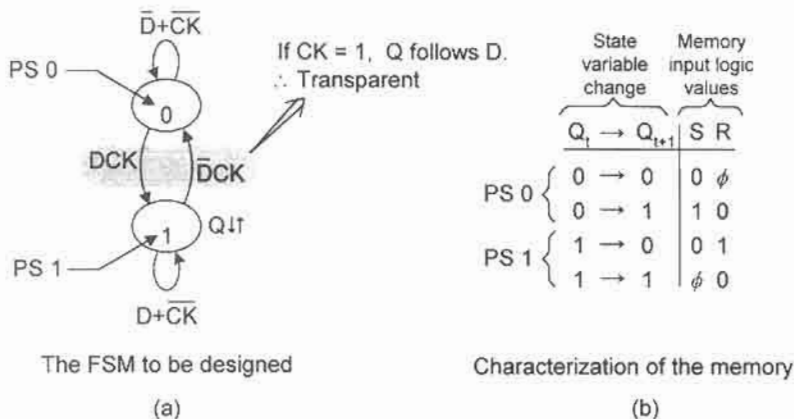 D̅+C̅K̅
PS 0
0
DCK
D̅CK
1
Q↓↑
PS 1
D+C̅K̅
If CK = 1, Q follows D.
∴ Transparent
The FSM to be designed
(a)
State variable change
Memory input logic values
Qₜ → Qₜ₊₁ S R
PS 0
0 → 0 0 ϕ
0 → 1 1 0
PS 1
1 → 0 0 1
1 → 1 ϕ 0
Characterization of the memory
(b)